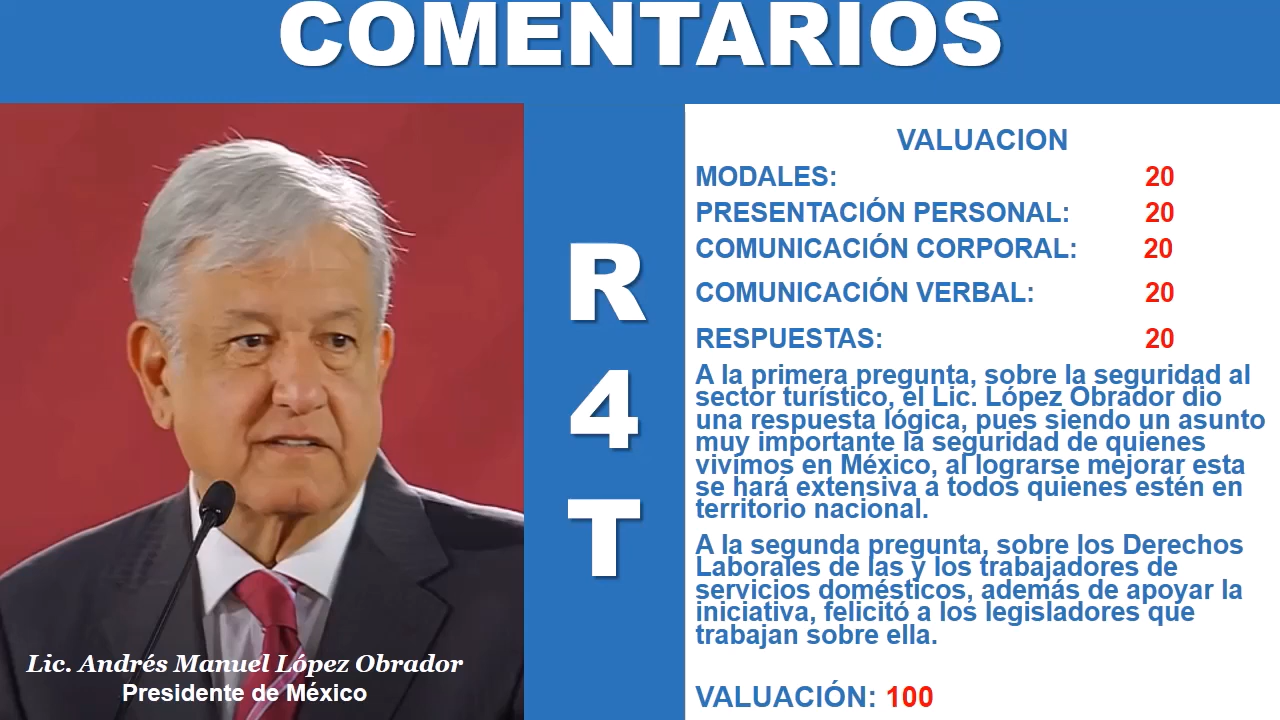 COMENTARIOS
Lic. Andrés Manuel López Obrador
Presidente de México
R
4
T
VALUACION
MODALES: 20
PRESENTACIÓN PERSONAL: 20
COMUNICACIÓN CORPORAL: 20
COMUNICACIÓN VERBAL: 20
RESPUESTAS: 20
A la primera pregunta, sobre la seguridad al
sector turístico, el Lic. López Obrador dio
una respuesta lógica, pues siendo un asunto
muy importante la seguridad de quienes
vivimos en México, al lograrse mejorar esta
se hará extensiva a todos quienes estén en
territorio nacional.
A la segunda pregunta, sobre los Derechos
Laborales de las y los trabajadores de
servicios domésticos, además de apoyar la
iniciativa, felicitó a los legisladores que
trabajan sobre ella.
VALUACIÓN: 100